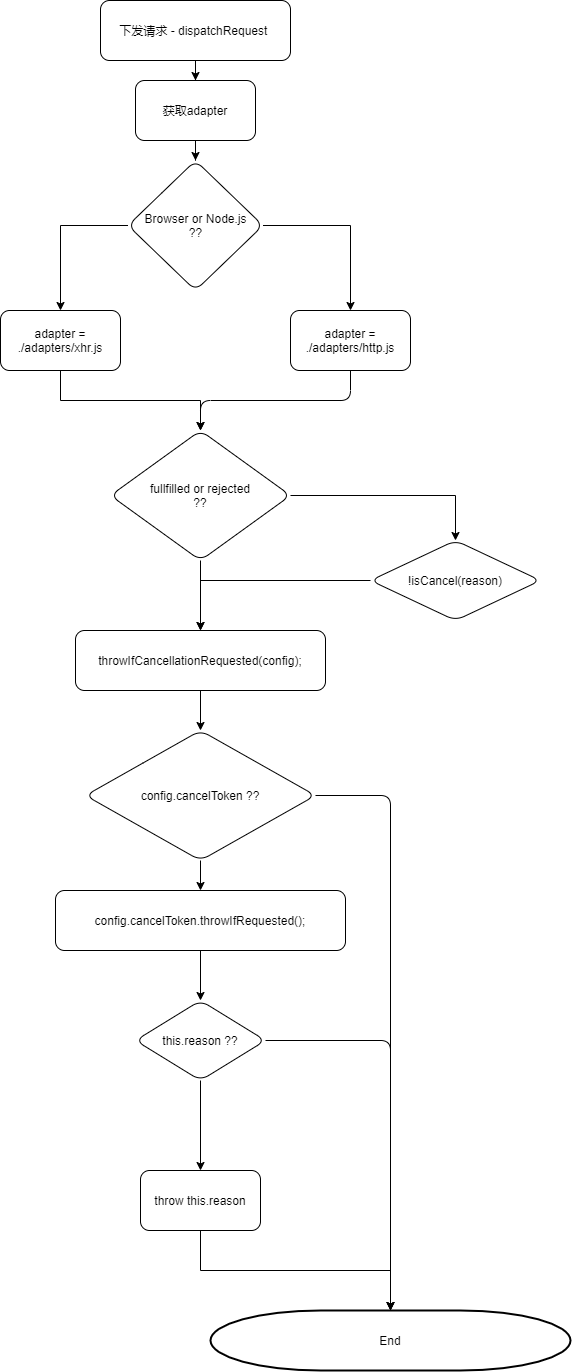 下发请求 - dispatchRequest
获取adapter
Browser or Node.js
??
adapter =
./adapters/xhr.js
adapter =
./adapters/http.js
fullfilled or rejected
??
!isCancel(reason)
throwIfCancellationRequested(config);
config.cancelToken ??
config.cancelToken.throwIfRequested();
this.reason ??
throw this.reason
End